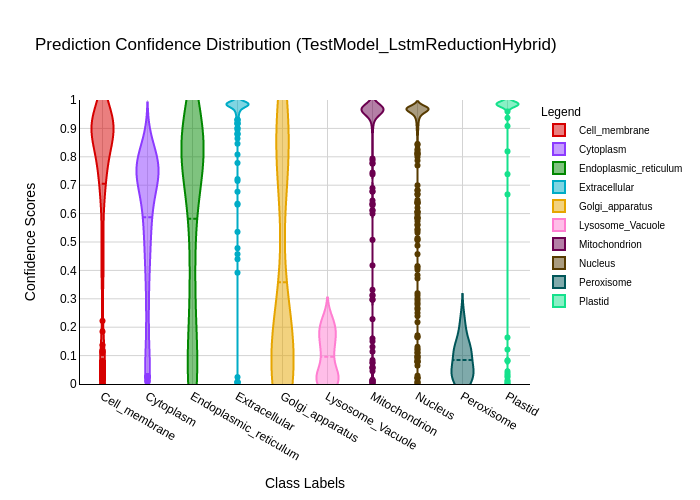 Prediction Confidence Distribution (TestModel_LstmReductionHybrid)
Confidence Scores
1
0.9
0.8
0.7
0.6
0.5
0.4
0.3
0.2
0.1
0
Cell_membrane
Cytoplasm
Endoplasmic_reticulum
Extracellular
Golgi_apparatus
Lysosome_Vacuole
Mitochondrion
Nucleus
Peroxisome
Plastid
Class Labels
Legend
Cell_membrane
Cytoplasm
Endoplasmic_reticulum
Extracellular
Golgi_apparatus
Lysosome_Vacuole
Mitochondrion
Nucleus
Peroxisome
Plastid